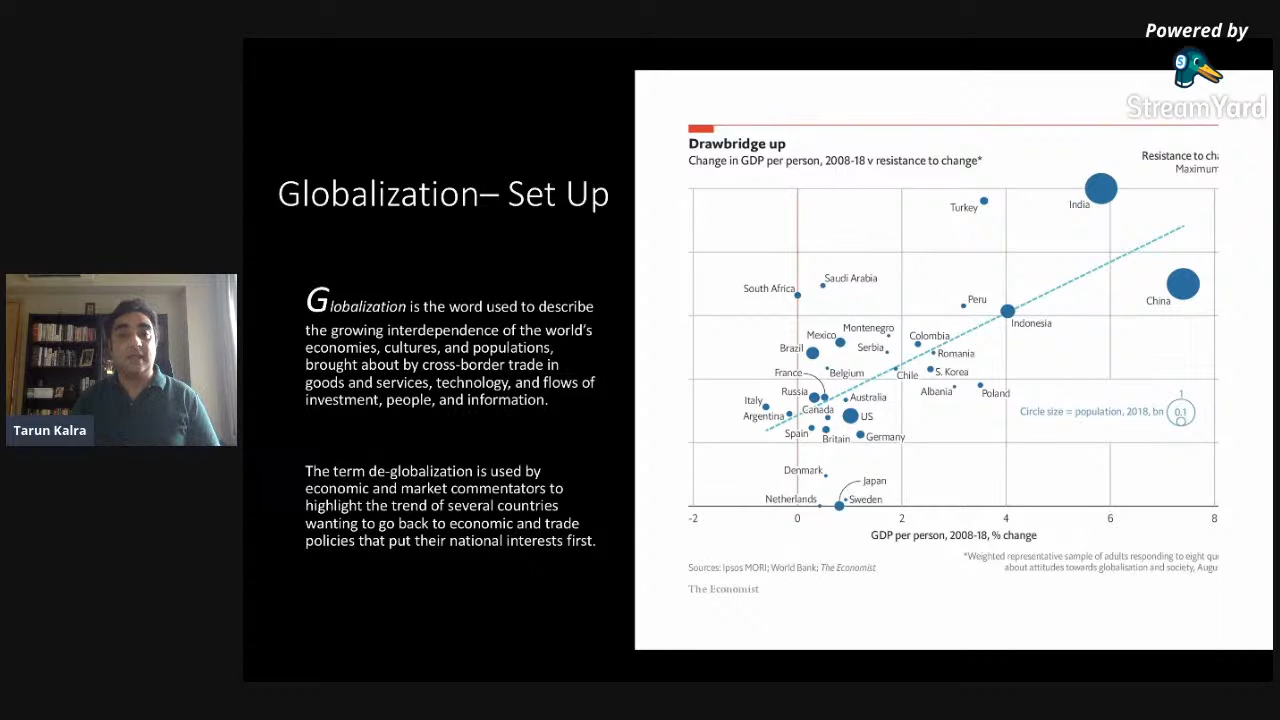 Powered by
StreamYard
Globalization– Set Up
Globalization is the word used to describe
the growing interdependence of the world's
economies, cultures, and populations,
brought about by cross-border trade in
goods and services, technology, and flows of
investment, people, and information.
The term de-globalization is used by
economic and market commentators to
highlight the trend of several countries
wanting to go back to economic and trade
policies that put their national interests first.
Tarun Kalra
Drawbridge up
Change in GDP per person, 2008-18 v resistance to change*
Resistance to
Maximum
Turkey
India
Saudi Arabia
South Africa
China
Peru
Indonesia
Montenegro
Mexico
Colombia
Brazil
Serbia
Romania
France
Belgium
Chile
S. Korea
Russia
Albania
Poland
Italy
Australia
Argentina
Canada
US
Circle size = population, 2018, bn
1
0.1
Spain
Britain
Germany
Denmark
Japan
Netherlands
Sweden
-2 0 2 4 6 8
GDP per person, 2008-18, % change
*Weighted representative sample of adults responding to eight
about attitudes towards globalisation and society,
Sources: Ipsos MORI; World Bank; The Economist
The Economist